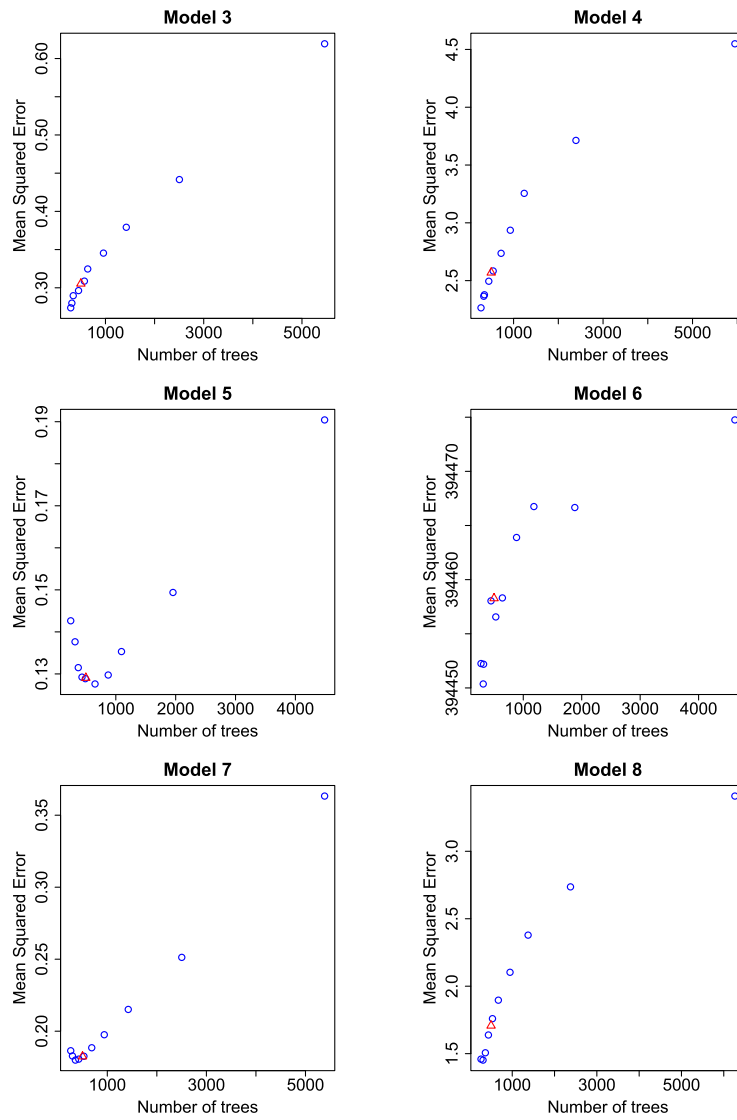 Model 3
Mean Squared Error
0.30 0.40 0.50 0.60
1000 3000 5000
Number of trees
Model 4
Mean Squared Error
2.5 3.0 3.5 4.0 4.5
1000 3000 5000
Number of trees
Model 5
Mean Squared Error
0.13 0.15 0.17 0.19
1000 2000 3000 4000
Number of trees
Model 6
Mean Squared Error
394450 394460 394470
1000 2000 3000 4000
Number of trees
Model 7
Mean Squared Error
0.20 0.25 0.30 0.35
1000 3000 5000
Number of trees
Model 8
Mean Squared Error
1.5 2.0 2.5 3.0
1000 3000 5000
Number of trees